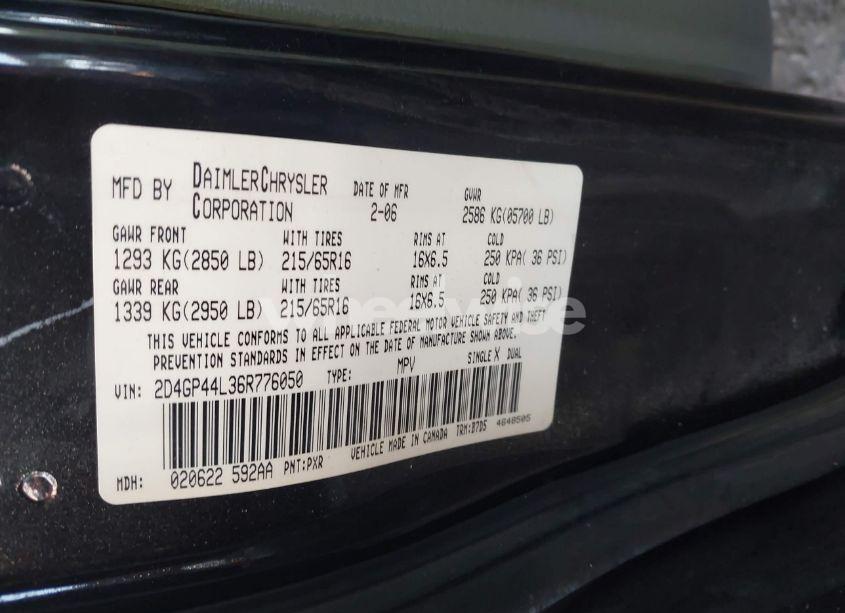 MFD BY DAIMLERCHRYSLER CORPORATION DATE OF MFR 2-06 GVWR 2586 KG(05700 LB)
GAWR FRONT WITH TIRES RIMS AT COLD
1293 KG(2850 LB) 215/65R16 16X6.5 250 KPA( 36 PSI)
GAWR REAR WITH TIRES RIMS AT COLD
1339 KG(2950 LB) 215/65R16 16X6.5 250 KPA( 36 PSI)
THIS VEHICLE CONFORMS TO ALL APPLICABLE FEDERAL MOTOR VEHICLE SAFETY AND THEFT
PREVENTION STANDARDS IN EFFECT ON THE DATE OF MANUFACTURE SHOWN ABOVE.
VIN: 2D4GP44L36R776050 TYPE: MPV SINGLE X DUAL
MDH: 020622 592AA PNT:PXR VEHICLE MADE IN CANADA TRM:B7D5 4648505